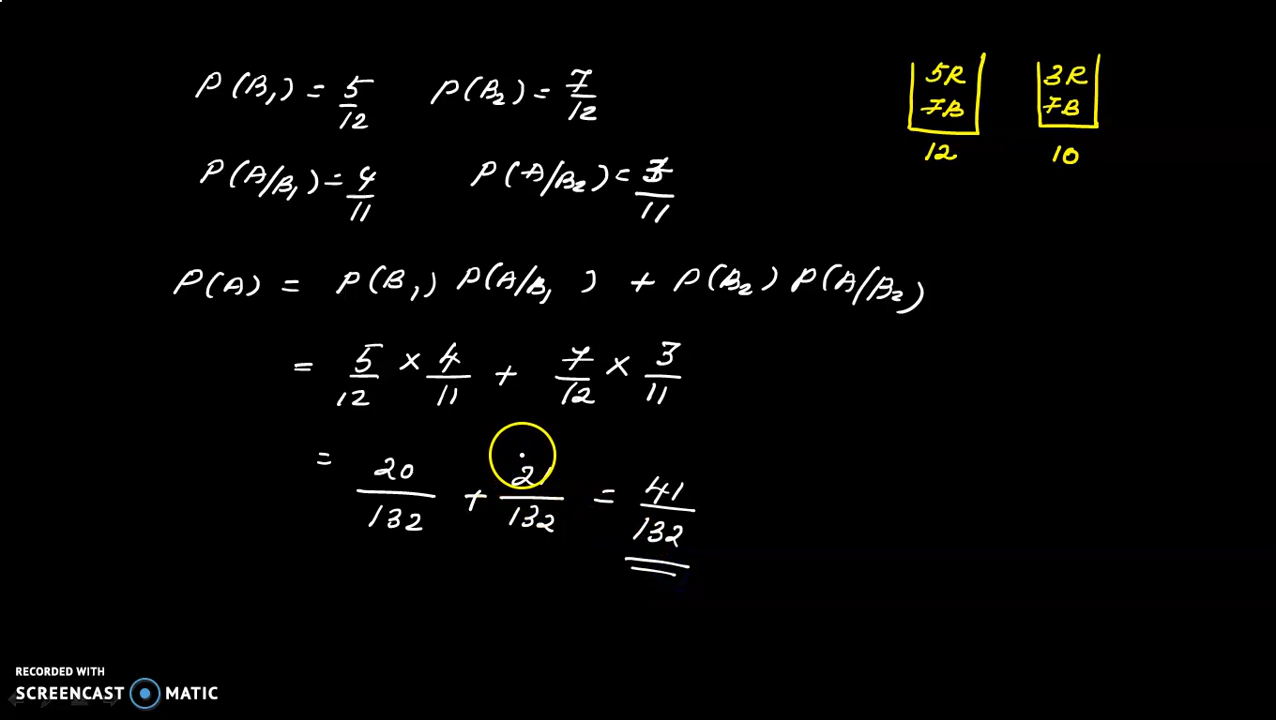 P(B₁) = 5/12 P(B₂) = 7/12
5R 3R
7B 7B
12 10
P(A/B₁) = 4/11 P(A/B₂) = 3/11
P(A) = P(B₁) P(A/B₁) + P(B₂) P(A/B₂)
= 5/12 × 4/11 + 7/12 × 3/11
= 20/132 + 21/132 = 41/132
RECORDED WITH
SCREENCAST MATIC